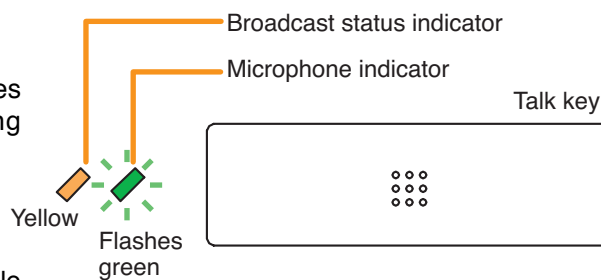 Broadcast status indicator
Microphone indicator
Talk key
Yellow
Flashes
green